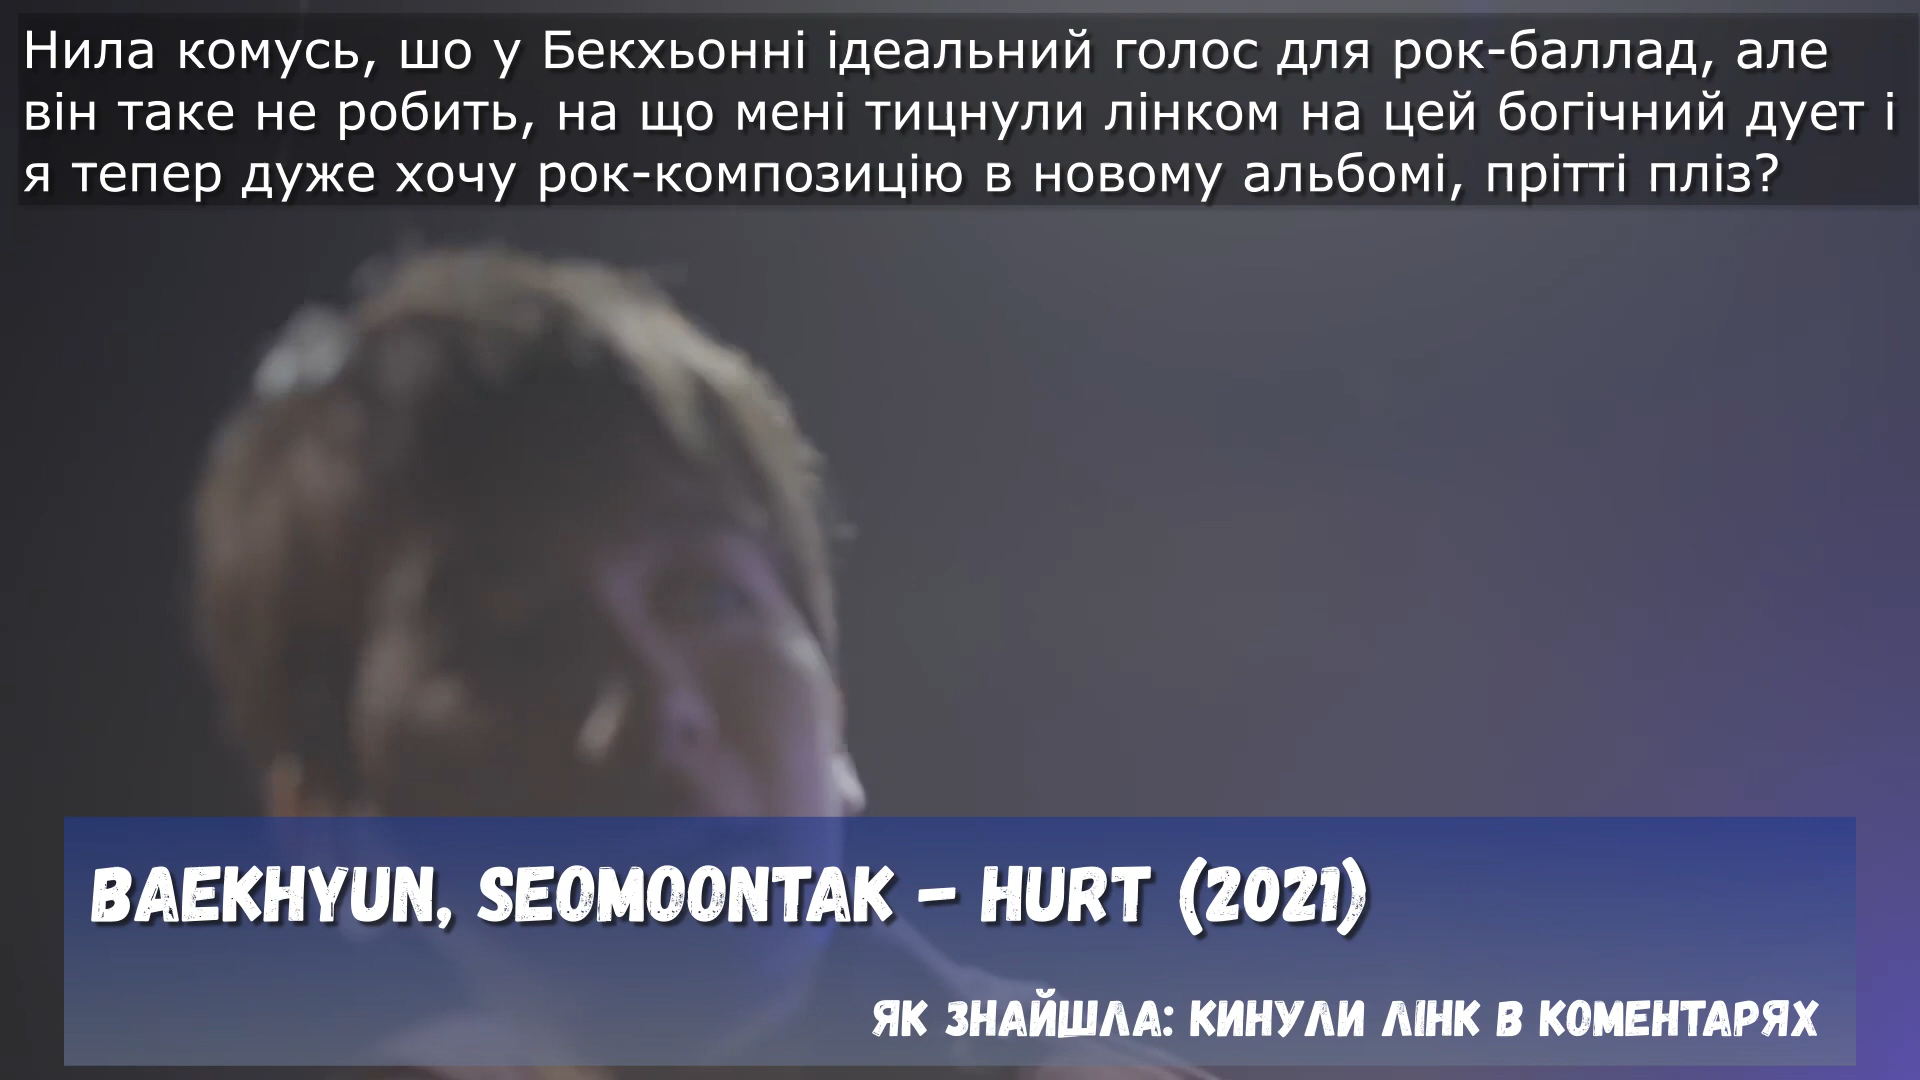 Нила комусь, шо у Бекхьонні ідеальний голос для рок-баллад, але
він таке не робить, на що мені тицнули лінком на цей богічний дует і
я тепер дуже хочу рок-композицію в новому альбомі, прітті пліз?
BAEKHYUN, SEOMOONTAK – HURT (2021)
ЯК ЗНАЙШЛА: КИНУЛИ ЛІНК В КОМЕНТАРЯХ